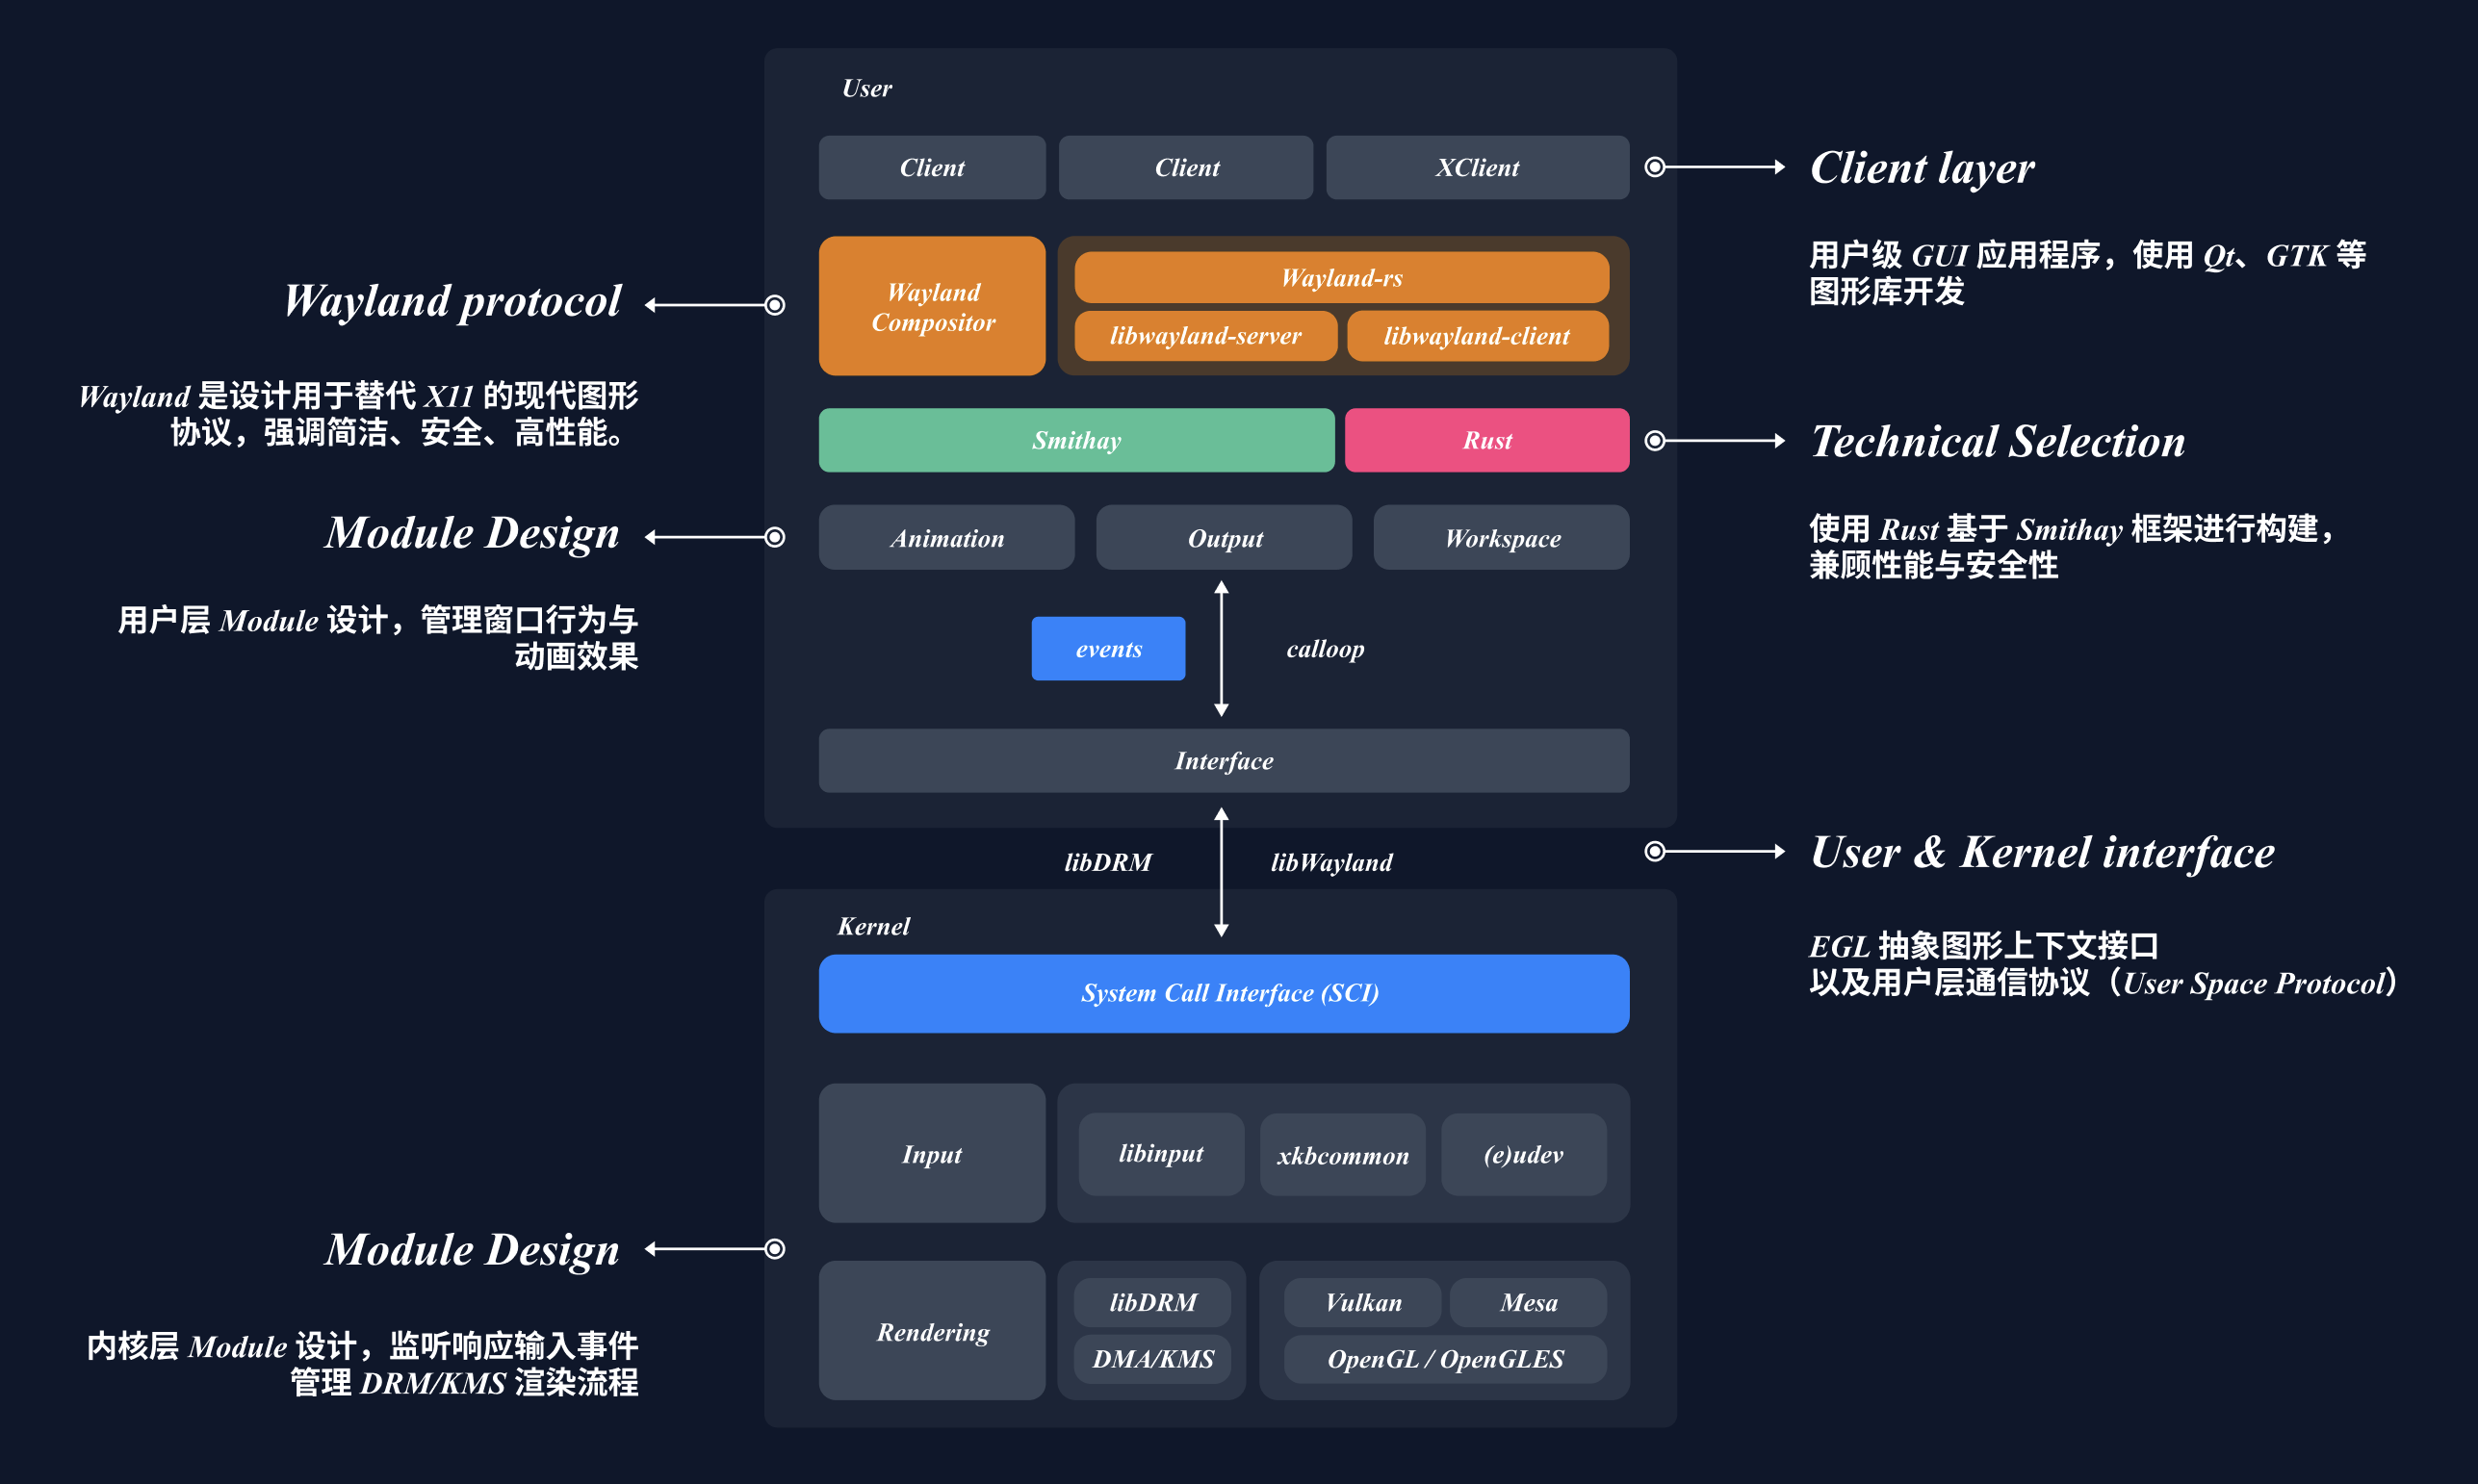 User
Client
Client
XClient
Client layer
用户级 GUI 应用程序，使用 Qt、GTK 等
图形库开发
Wayland protocol
Wayland 是设计用于替代 X11 的现代图形
协议，强调简洁、安全、高性能。
Wayland
Compositor
Wayland-rs
libwayland-server
libwayland-client
Smithay
Rust
Technical Selection
使用 Rust 基于 Smithay 框架进行构建，
兼顾性能与安全性
Module Design
用户层 Module 设计，管理窗口行为与
动画效果
Animation
Output
Workspace
events
calloop
Interface
libDRM
libWayland
User & Kernel interface
EGL 抽象图形上下文接口
以及用户层通信协议（User Space Protocol）
Kernel
System Call Interface (SCI)
Input
libinput
xkbcommon
(e)udev
Module Design
内核层 Module 设计，监听响应输入事件
管理 DRM/KMS 渲染流程
Rendering
libDRM
DMA/KMS
Vulkan
Mesa
OpenGL / OpenGLES